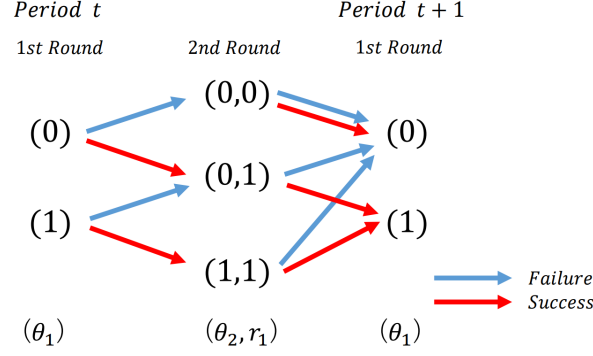 Period t
Period t + 1
1st Round
2nd Round
1st Round
(0,0)
(0)
(0)
(0,1)
(1)
(1)
(1,1)
Failure
Success
(θ₁)
(θ₂, r₁)
(θ₁)